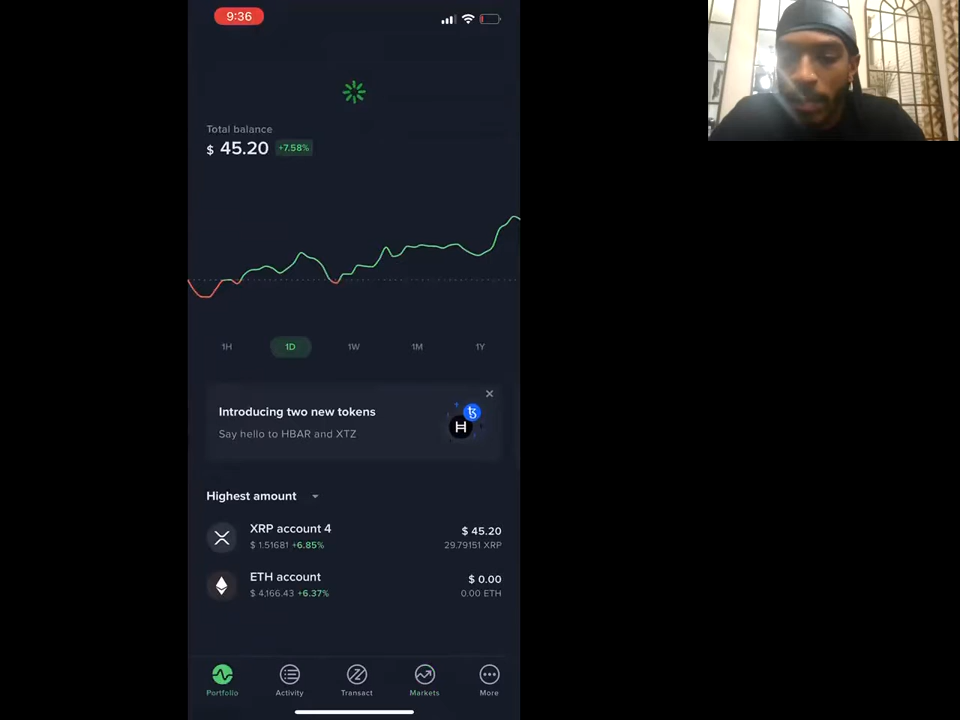 9:36
Total balance
$ 45.20 +7.58%
1H 1D 1W 1M 1Y
Introducing two new tokens
Say hello to HBAR and XTZ
Highest amount
XRP account 4 $ 45.20
$ 1.51681 +6.85% 29.79151 XRP
ETH account $ 0.00
$ 4,166.43 +6.37% 0.00 ETH
Portfolio Activity Transact Markets More